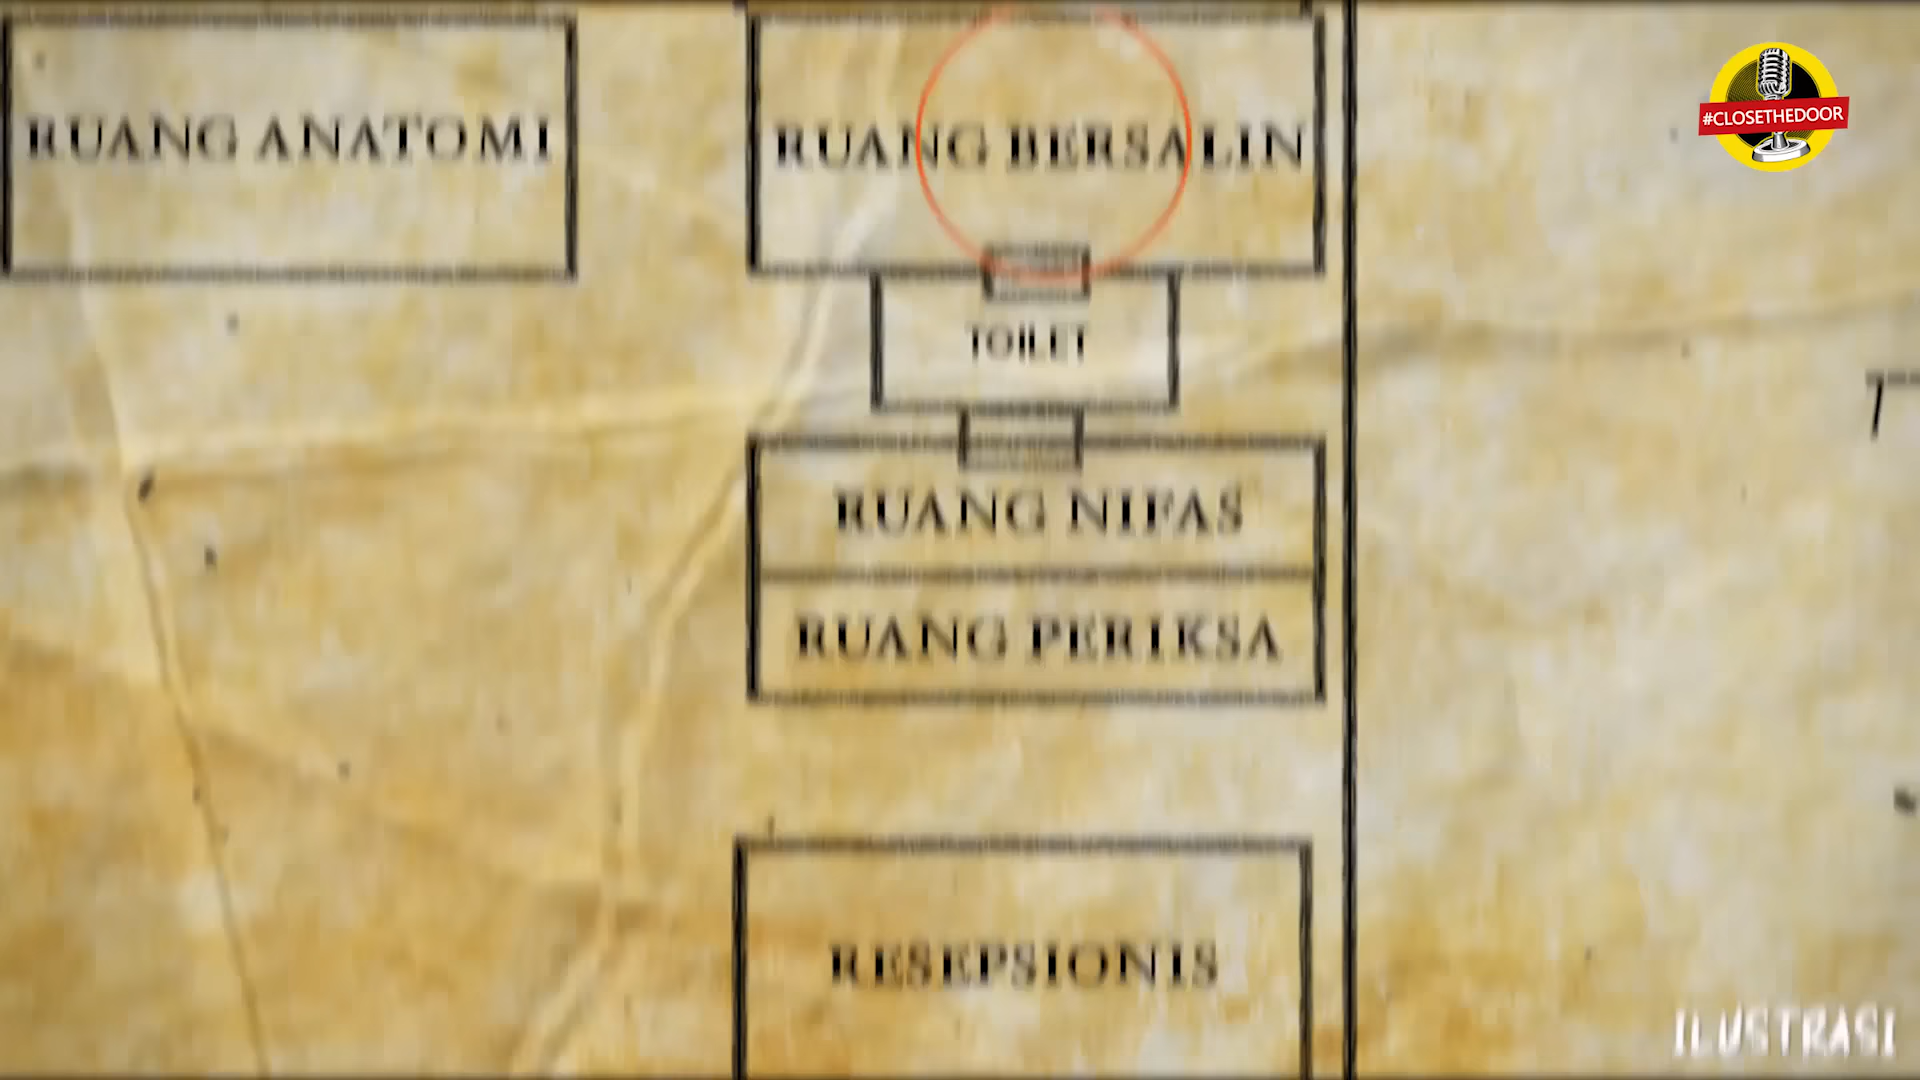 RUANG ANATOMI
RUANG BERSALIN
#CLOSETHEDOOR
TOILET
RUANG NIFAS
RUANG PERIKSA
RESEPSIONIS
ILUSTRASI